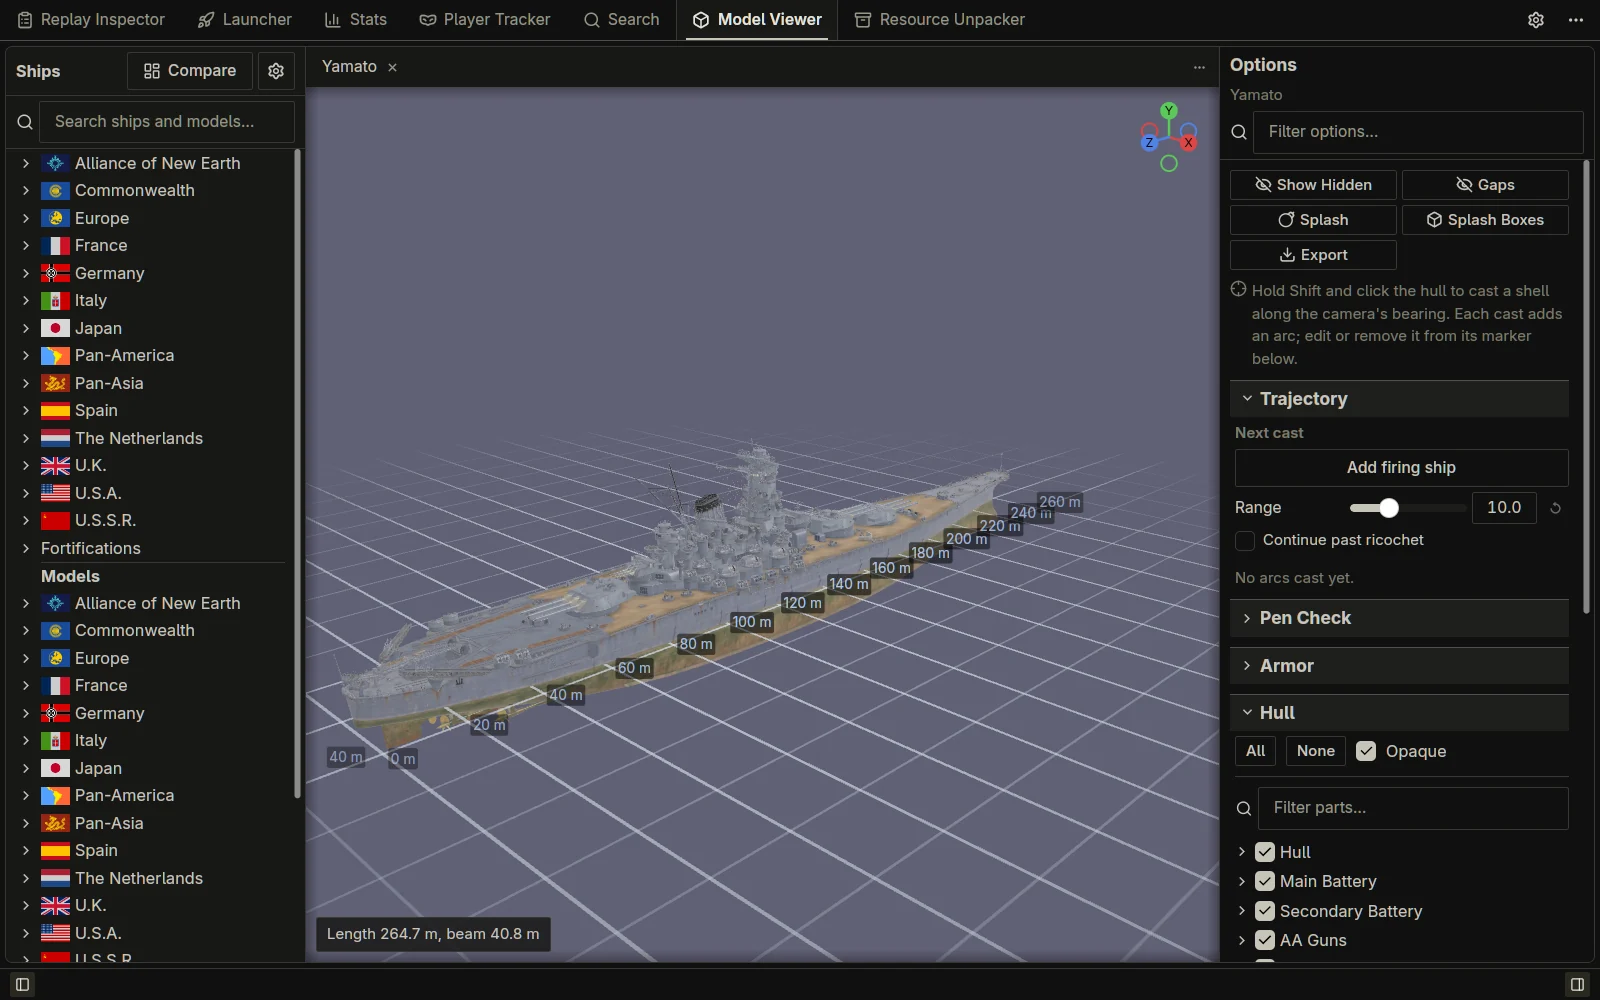 Replay Inspector
Launcher
Stats
Player Tracker
Search
Model Viewer
Resource Unpacker
Ships
Compare
Search ships and models...
Alliance of New Earth
Commonwealth
Europe
France
Germany
Italy
Japan
Pan-America
Pan-Asia
Spain
The Netherlands
U.K.
U.S.A.
U.S.S.R.
Fortifications
Models
Alliance of New Earth
Commonwealth
Europe
France
Germany
Italy
Japan
Pan-America
Pan-Asia
Spain
The Netherlands
U.K.
U.S.A.
U.S.S.R.
Yamato
Y
Z
X
260 m
240 m
220 m
200 m
180 m
160 m
140 m
120 m
100 m
80 m
60 m
40 m
20 m
40 m
0 m
Length 264.7 m, beam 40.8 m
Options
Yamato
Filter options...
Show Hidden
Gaps
Splash
Splash Boxes
Export
Hold Shift and click the hull to cast a shell
along the camera's bearing. Each cast adds
an arc; edit or remove it from its marker
below.
Trajectory
Next cast
Add firing ship
Range
10.0
Continue past ricochet
No arcs cast yet.
Pen Check
Armor
Hull
All
None
Opaque
Filter parts...
Hull
Main Battery
Secondary Battery
AA Guns